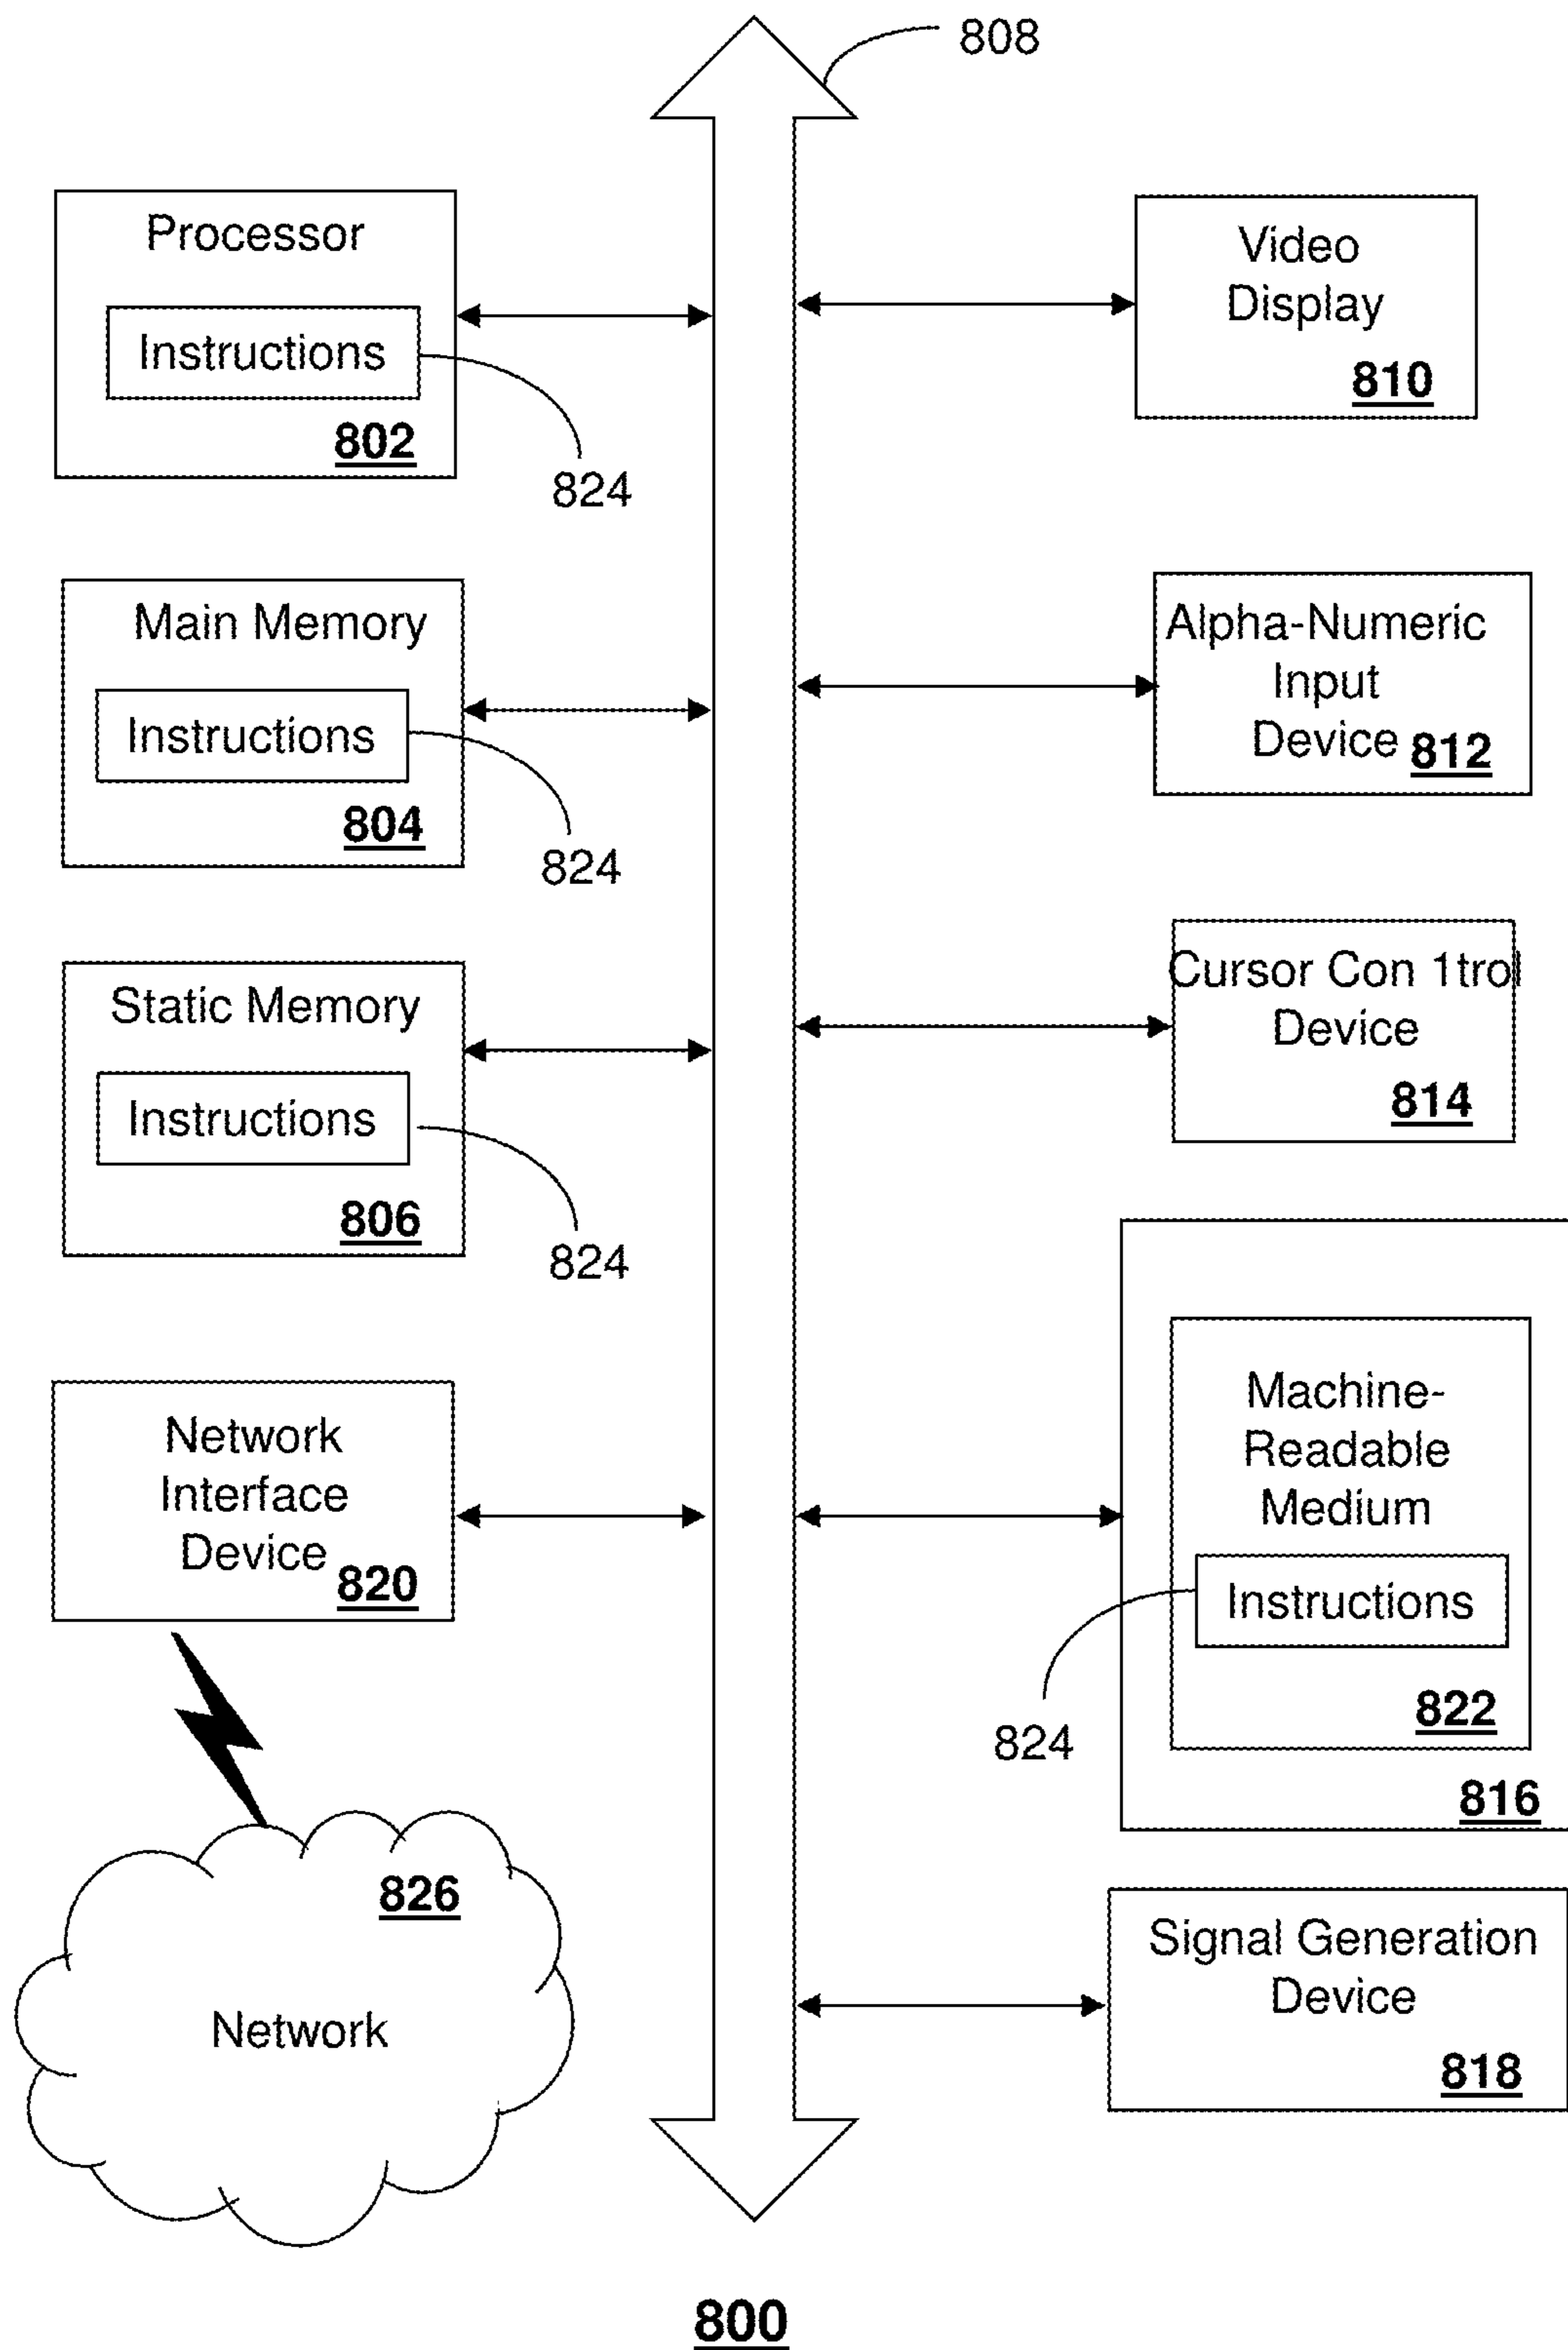 808
Processor
Instructions
802
824
Main Memory
Instructions
804
824
Static Memory
Instructions
806
824
Network
Interface
Device
820
826
Network
Video
Display
810
Alpha-Numeric
Input
Device 812
Cursor Con 1trol
Device
814
Machine-
Readable
Medium
Instructions
822
824
816
Signal Generation
Device
818
800